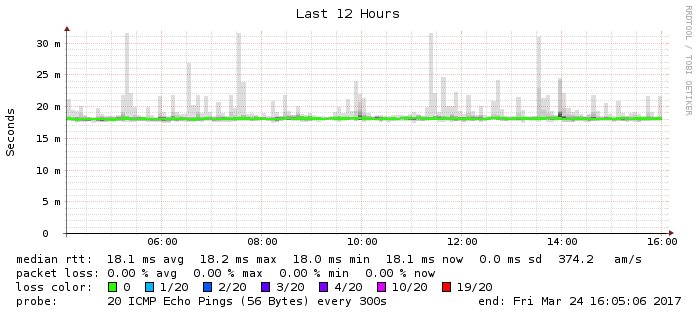 Last 12 Hours
RRDTOOL / TOBI OETIKER
Seconds
30 m
25 m
20 m
15 m
10 m
5 m
0
06:00 08:00 10:00 12:00 14:00 16:00
median rtt: 18.1 ms avg 18.2 ms max 18.0 ms min 18.1 ms now 0.0 ms sd 374.2 am/s
packet loss: 0.00 % avg 0.00 % max 0.00 % min 0.00 % now
loss color: 0 1/20 2/20 3/20 4/20 10/20 19/20
probe: 20 ICMP Echo Pings (56 Bytes) every 300s end: Fri Mar 24 16:05:06 2017